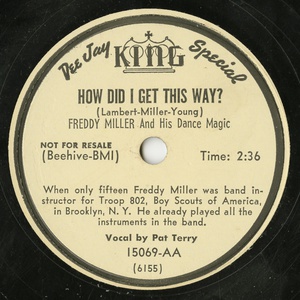 Dee Jay KING Special
HOW DID I GET THIS WAY?
(Lambert-Miller-Young)
FREDDY MILLER And His Dance Magic
NOT FOR RESALE
(Beehive-BMI) Time: 2:36
When only fifteen Freddy Miller was band in-
structor for Troop 802, Boy Scouts of America,
in Brooklyn, N. Y. He already played all the
instruments in the band.
Vocal by Pat Terry
15069-AA
(6155)